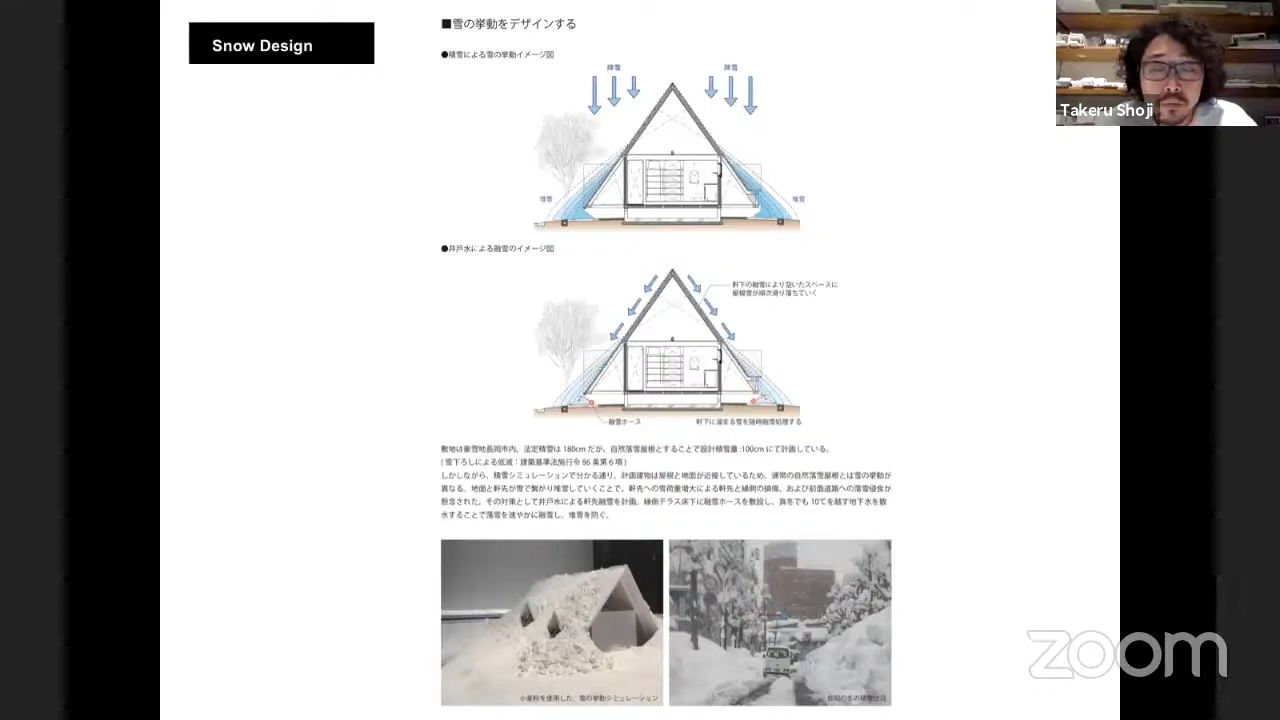 Snow Design
■雪の挙動をデザインする
●積雪による雪の挙動イメージ図
降雪
降雪
堆雪
堆雪
●井戸水による融雪のイメージ図
軒下の融雪により空いたスペースに
屋根雪が順次滑り落ちていく
融雪ホース
軒下に溜まる雪を随時融雪処理する
敷地は豪雪地長岡市内。法定積雪は 180cm だが、自然落雪屋根とすることで設計積雪量 :100cm にて計画している。
( 雪下ろしによる低減：建築基準法施行令 86 条第 6 項 )
しかしながら、積雪シミュレーションで分かる通り、計画建物は屋根と地面が近接しているため、通常の自然落雪屋根とは雪の挙動が
異なる。地面と軒先が雪で繋がり堆雪していくことで、軒先への雪荷重増大による軒先と縁側の損傷、および前面道路への落雪侵食が
懸念された。その対策として井戸水による軒先融雪を計画。縁側テラス床下に融雪ホースを敷設し、真冬でも 10℃を越す地下水を散
水することで落雪を速やかに融雪し、堆雪を防ぐ。
小麦粉を使用した、雪の挙動シミュレーション
長岡の冬の積雪状況
Takeru Shoji
zoom